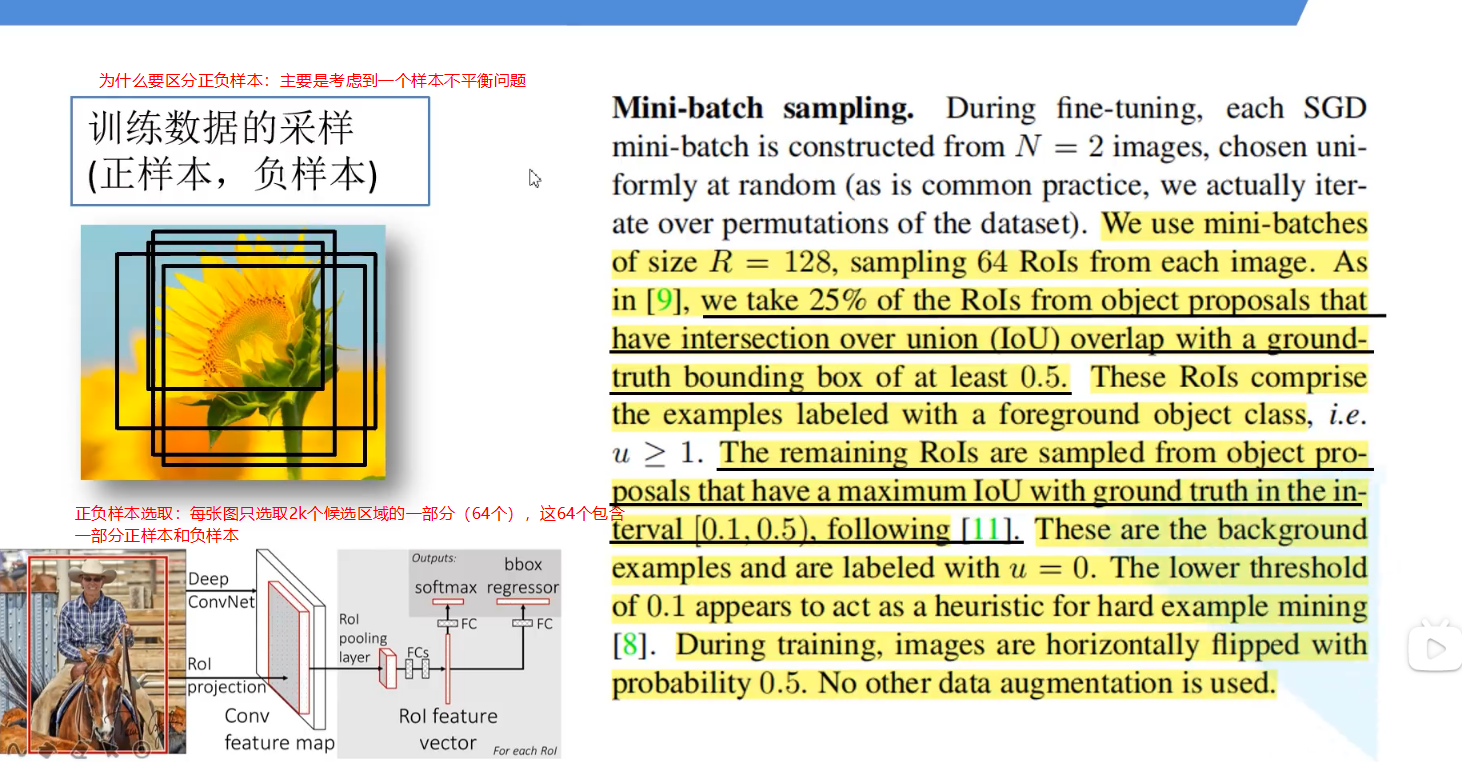 为什么要区分正负样本：主要是考虑到一个样本不平衡问题
训练数据的采样
(正样本，负样本)
正负样本选取：每张图只选取2k个候选区域的一部分（64个），这64个包含
一部分正样本和负样本
Deep
ConvNet
RoI
projection
Conv
feature map
RoI
pooling
layer
FCs
Outputs:
softmax
bbox
regressor
FC
FC
RoI feature
vector
For each RoI
Mini-batch sampling. During fine-tuning, each SGD
mini-batch is constructed from N = 2 images, chosen uni-
formly at random (as is common practice, we actually iter-
ate over permutations of the dataset). We use mini-batches
of size R = 128, sampling 64 RoIs from each image. As
in [9], we take 25% of the RoIs from object proposals that
have intersection over union (IoU) overlap with a ground-
truth bounding box of at least 0.5. These RoIs comprise
the examples labeled with a foreground object class, i.e.
u ≥ 1. The remaining RoIs are sampled from object pro-
posals that have a maximum IoU with ground truth in the in-
terval [0.1, 0.5), following [11]. These are the background
examples and are labeled with u = 0. The lower threshold
of 0.1 appears to act as a heuristic for hard example mining
[8]. During training, images are horizontally flipped with
probability 0.5. No other data augmentation is used.